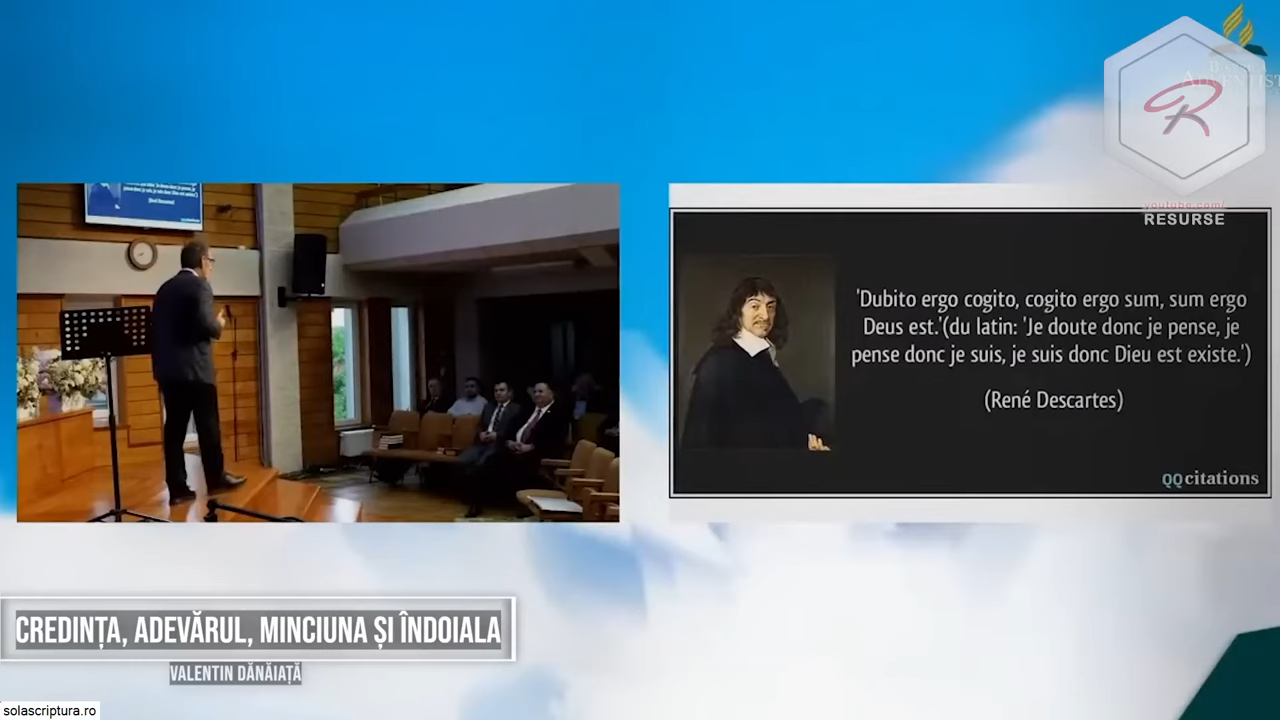 youtube.com/
RESURSE
'Dubito ergo cogito, cogito ergo sum, sum ergo
Deus est.'(du latin: 'Je doute donc je pense, je
pense donc je suis, je suis donc Dieu est existe.')
(René Descartes)
QQcitations
CREDINȚA, ADEVĂRUL, MINCIUNA ȘI ÎNDOIALA
VALENTIN DĂNĂIAȚĂ
solascriptura.ro